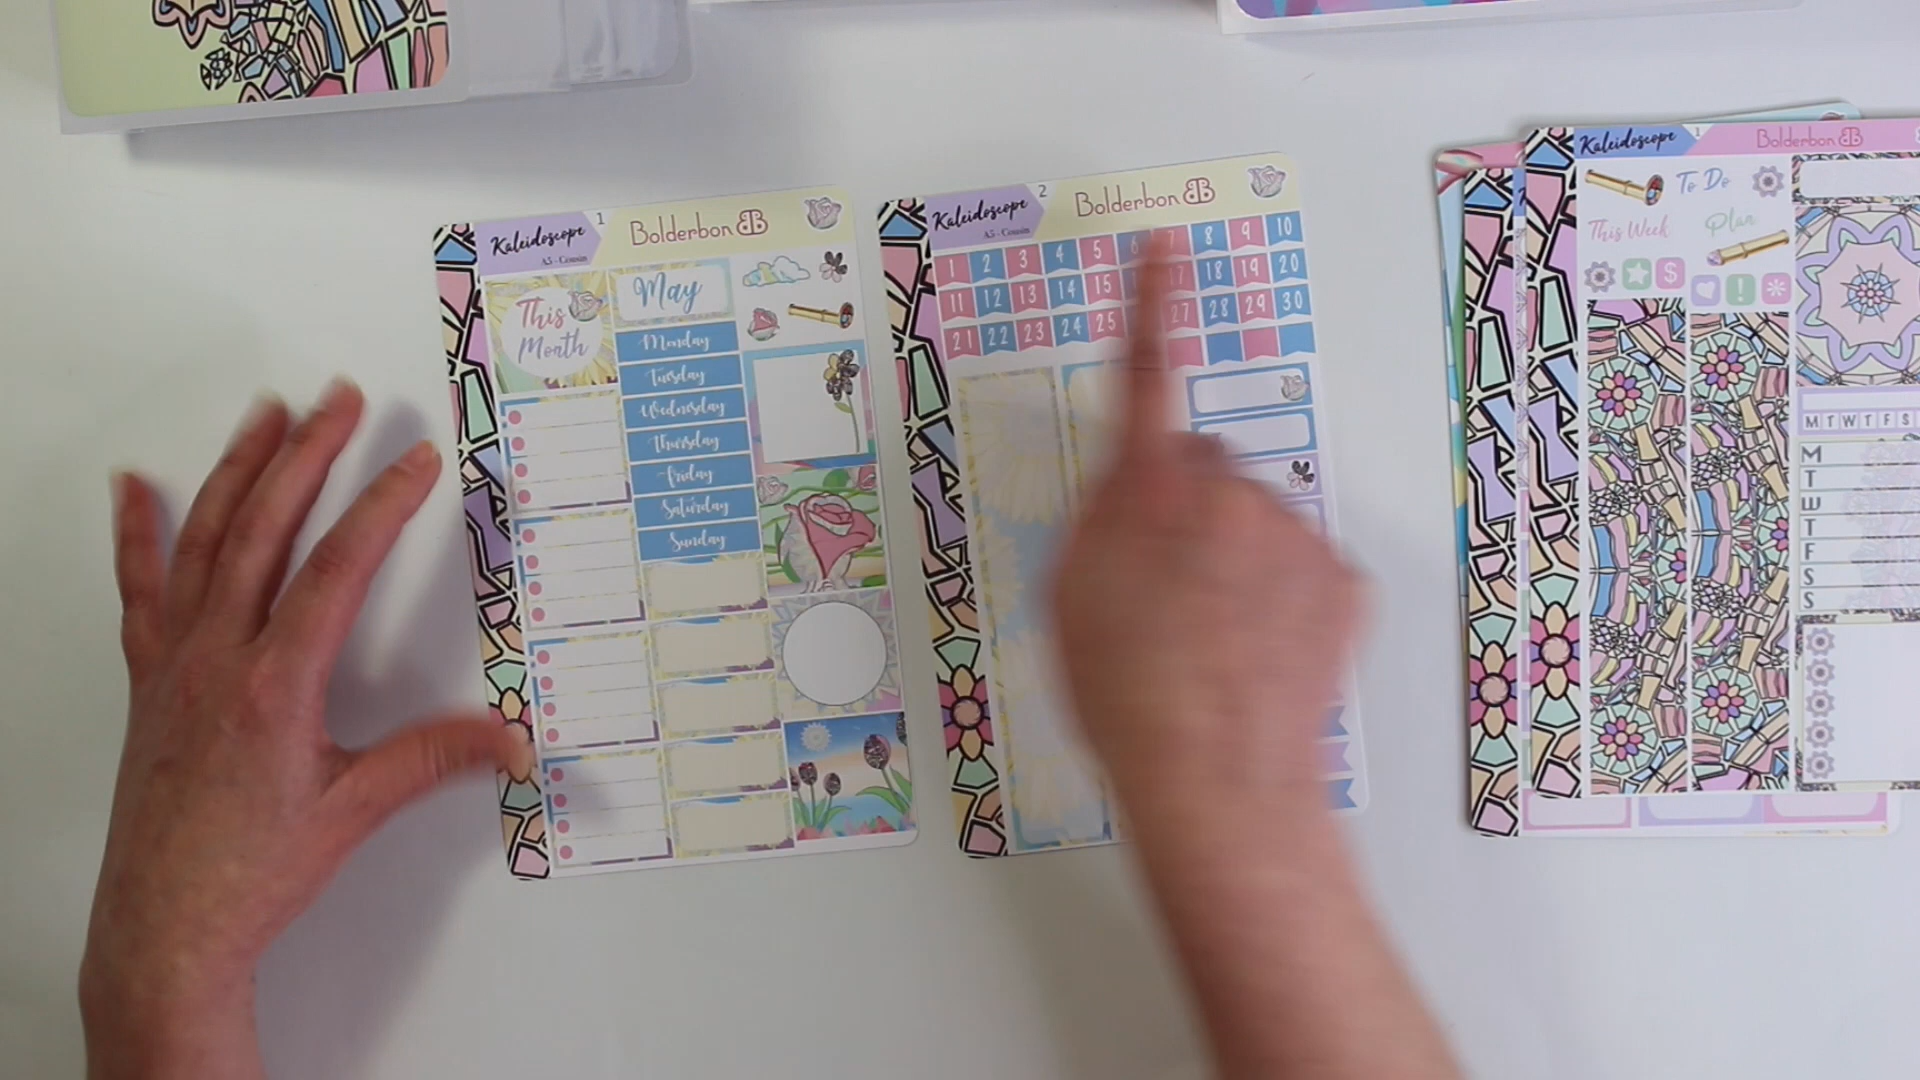 Kaleidoscope 1 Bolderbon
A5 - Cousin
This Month
May
Monday
Tuesday
Wednesday
Thursday
Friday
Saturday
Sunday
Kaleidoscope 2 Bolderbon
A5 - Cousin
1 2 3 4 5 6 7 8 9 10
11 12 13 14 15 17 18 19 20
21 22 23 24 25 27 28 29 30
Kaleidoscope 1 Bolderbon
To Do
This Week
Plan
$ !
M T W T F S
M
T
W
T
F
S
S